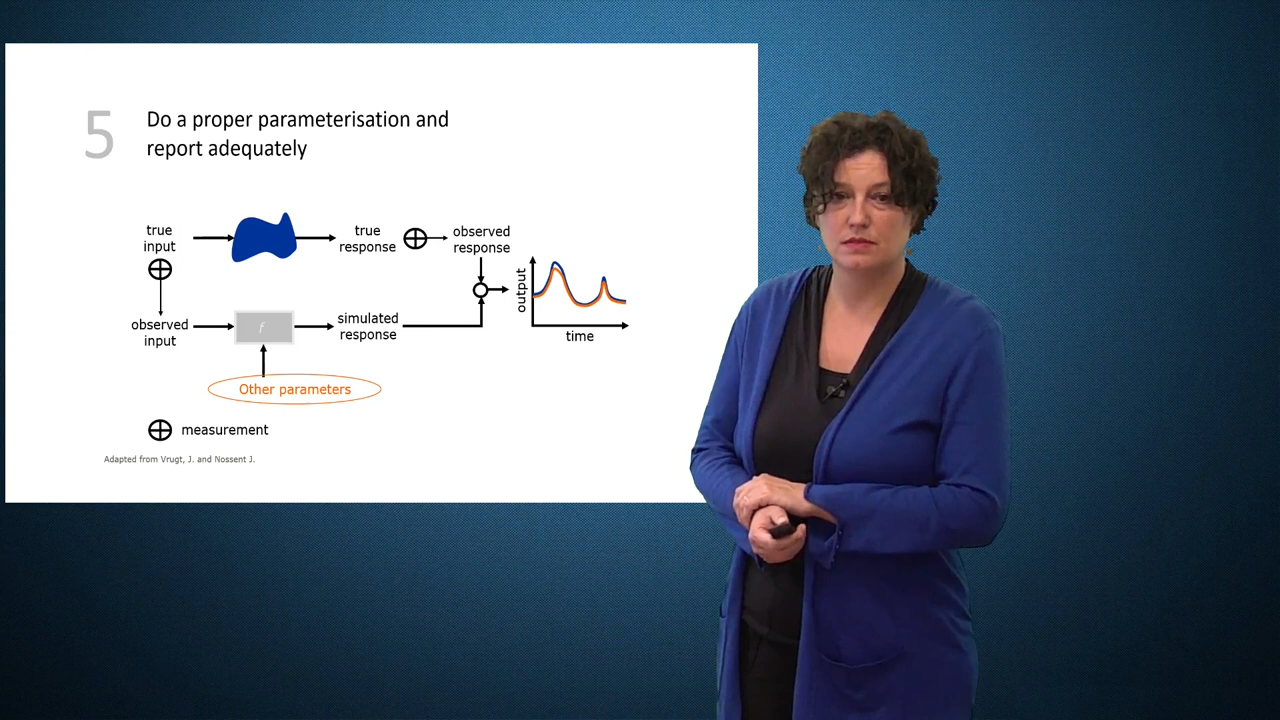 5
Do a proper parameterisation and
report adequately
true
input
true
response
observed
response
observed
input
f
simulated
response
output
time
Other parameters
measurement
Adapted from Vrugt, J. and Nossent J.